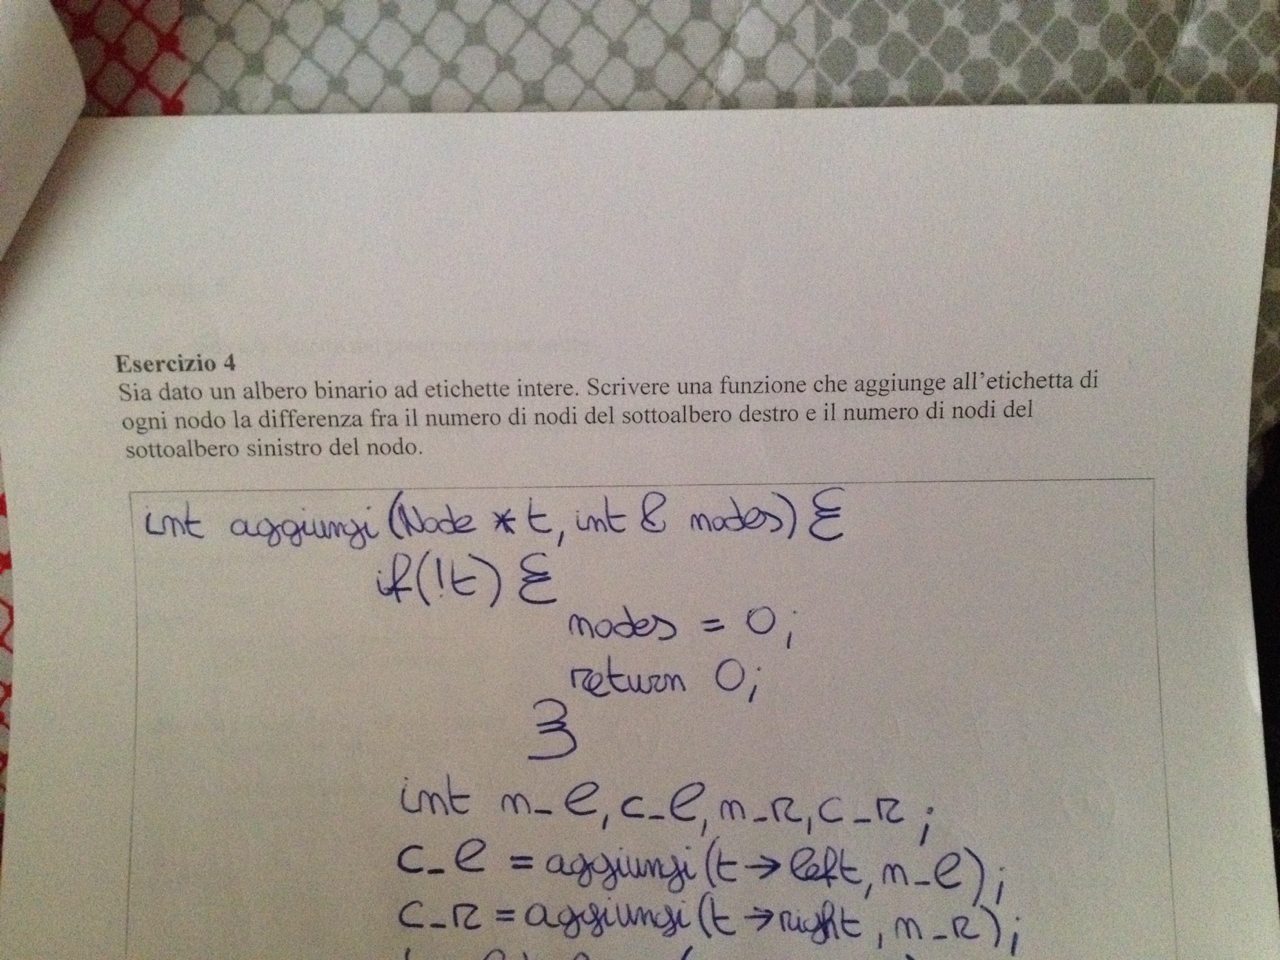 Esercizio 4
Sia dato un albero binario ad etichette intere. Scrivere una funzione che aggiunge all'etichetta di
ogni nodo la differenza fra il numero di nodi del sottoalbero destro e il numero di nodi del
sottoalbero sinistro del nodo.
int aggiungi(Node *t, int & nodes) {
if(!t) {
nodes = 0;
return 0;
}
int n_l, c_l, n_r, c_r;
c_l = aggiungi(t->left, n_l);
c_r = aggiungi(t->right, n_r);